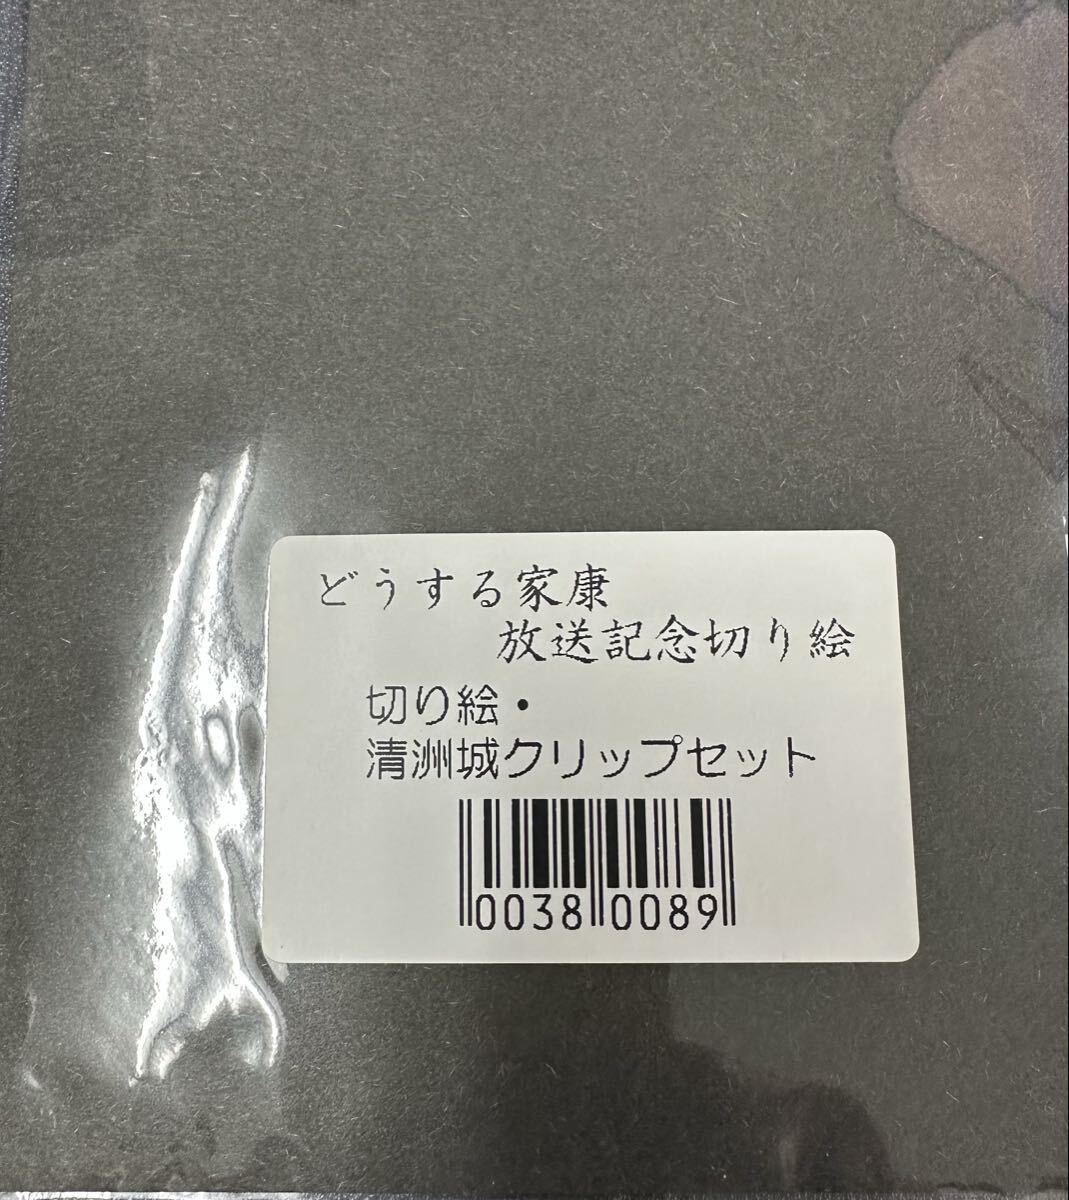 どうする家康
放送記念切り絵
切り絵・
清洲城クリップセット
0038 0089